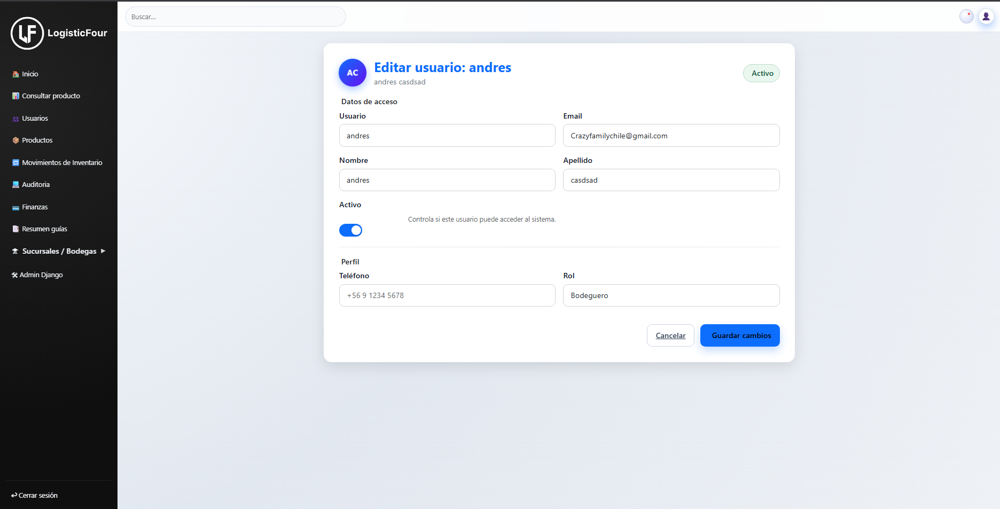 LogisticFour
Inicio
Consultar producto
Usuarios
Productos
Movimientos de Inventario
Auditoria
Finanzas
Resumen guías
Sucursales / Bodegas ▶
Admin Django
Cerrar sesión
Buscar...
AC
Editar usuario: andres
andres casdsad
Activo
Datos de acceso
Usuario
Email
andres
Crazyfamilychile@gmail.com
Nombre
Apellido
andres
casdsad
Activo
Controla si este usuario puede acceder al sistema.
Perfil
Teléfono
Rol
+56 9 1234 5678
Bodeguero
Cancelar
Guardar cambios